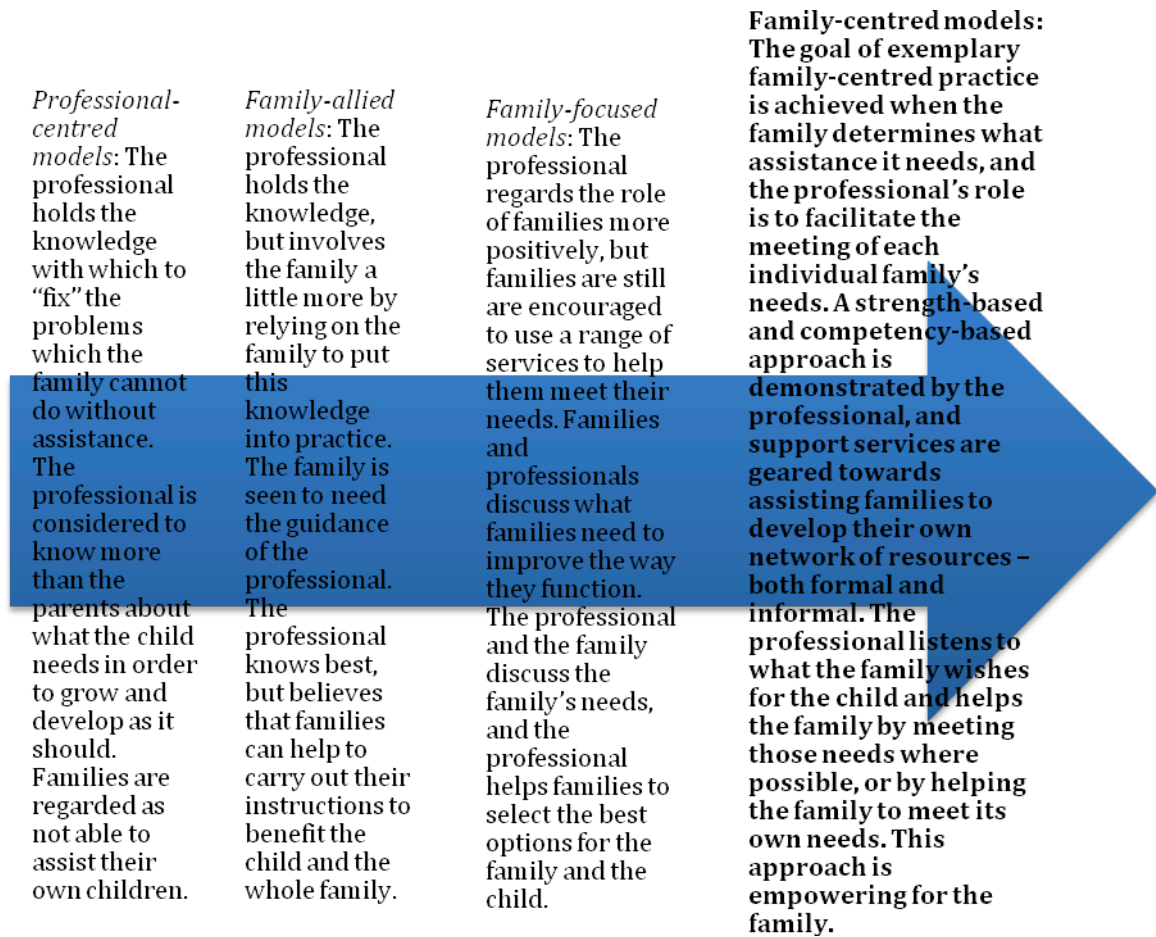 Professional-
centred
models: The
professional
holds the
knowledge
with which to
“fix” the
problems
which the
family cannot
do without
assistance.
The
professional is
considered to
know more
than the
parents about
what the child
needs in order
to grow and
develop as it
should.
Families are
regarded as
not able to
assist their
own children.
Family-allied
models: The
professional
holds the
knowledge,
but involves
the family a
little more by
relying on the
family to put
this
knowledge
into practice.
The family is
seen to need
the guidance
of the
professional.
The
professional
knows best,
but believes
that families
can help to
carry out their
instructions to
benefit the
child and the
whole family.
Family-focused
models: The
professional
regards the role
of families more
positively, but
families are still
are encouraged
to use a range of
services to help
them meet their
needs. Families
and
professionals
discuss what
families need to
improve the way
they function.
The professional
and the family
discuss the
family’s needs,
and the
professional
helps families to
select the best
options for the
family and the
child.
Family-centred models:
The goal of exemplary
family-centred practice
is achieved when the
family determines what
assistance it needs, and
the professional’s role
is to facilitate the
meeting of each
individual family’s
needs. A strength-based
and competency-based
approach is
demonstrated by the
professional, and
support services are
geared towards
assisting families to
develop their own
network of resources –
both formal and
informal. The
professional listens to
what the family wishes
for the child and helps
the family by meeting
those needs where
possible, or by helping
the family to meet its
own needs. This
approach is
empowering for the
family.